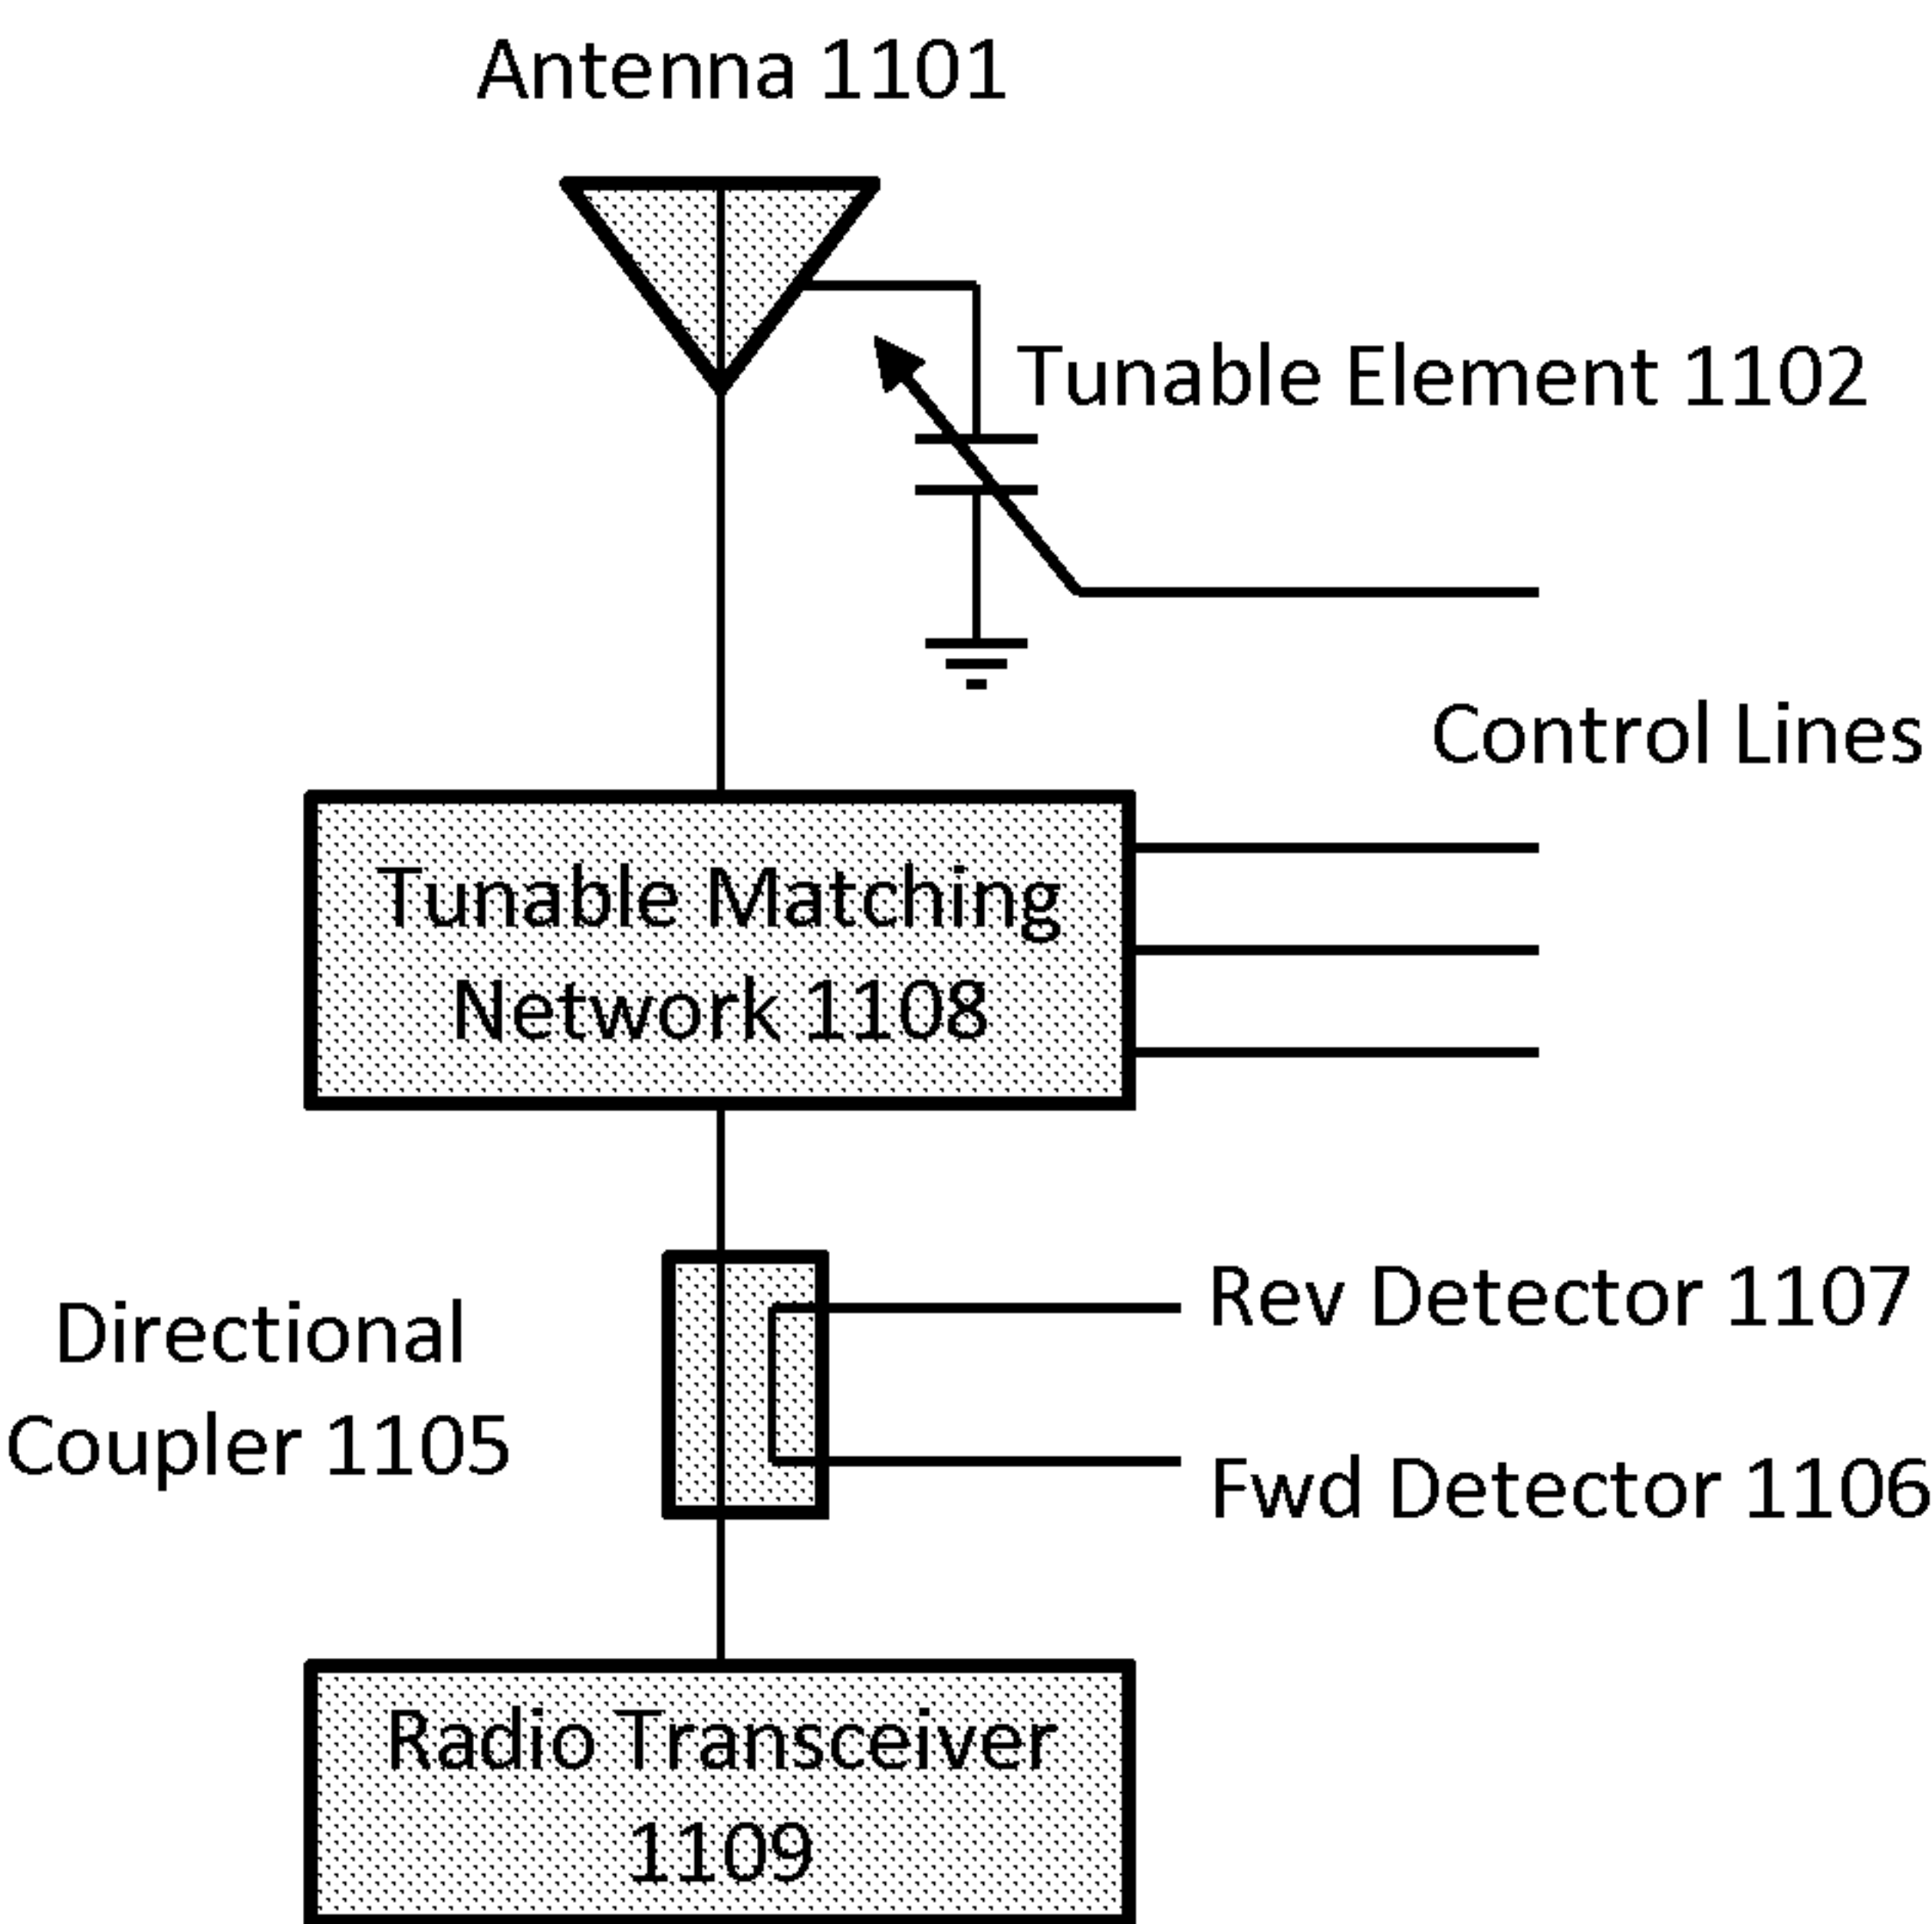 Antenna 1101
Tunable Element 1102
Control Lines
Tunable Matching
Network 1108
Rev Detector 1107
Directional
Coupler 1105
Fwd Detector 1106
Radio Transceiver
1109